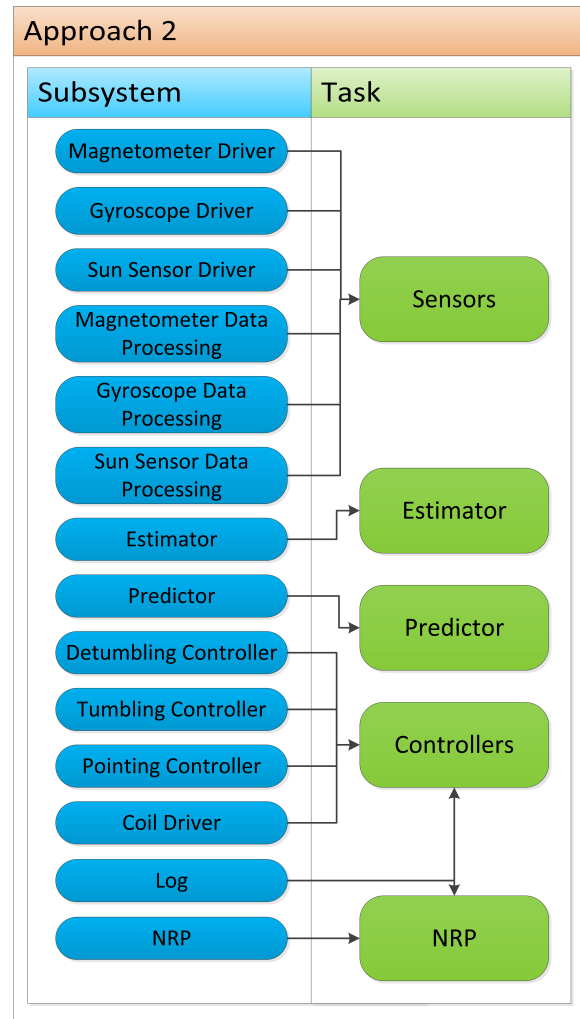 Approach 2
Subsystem
Task
Magnetometer Driver
Gyroscope Driver
Sun Sensor Driver
Magnetometer Data
Processing
Gyroscope Data
Processing
Sun Sensor Data
Processing
Estimator
Predictor
Detumbling Controller
Tumbling Controller
Pointing Controller
Coil Driver
Log
NRP
Sensors
Estimator
Predictor
Controllers
NRP